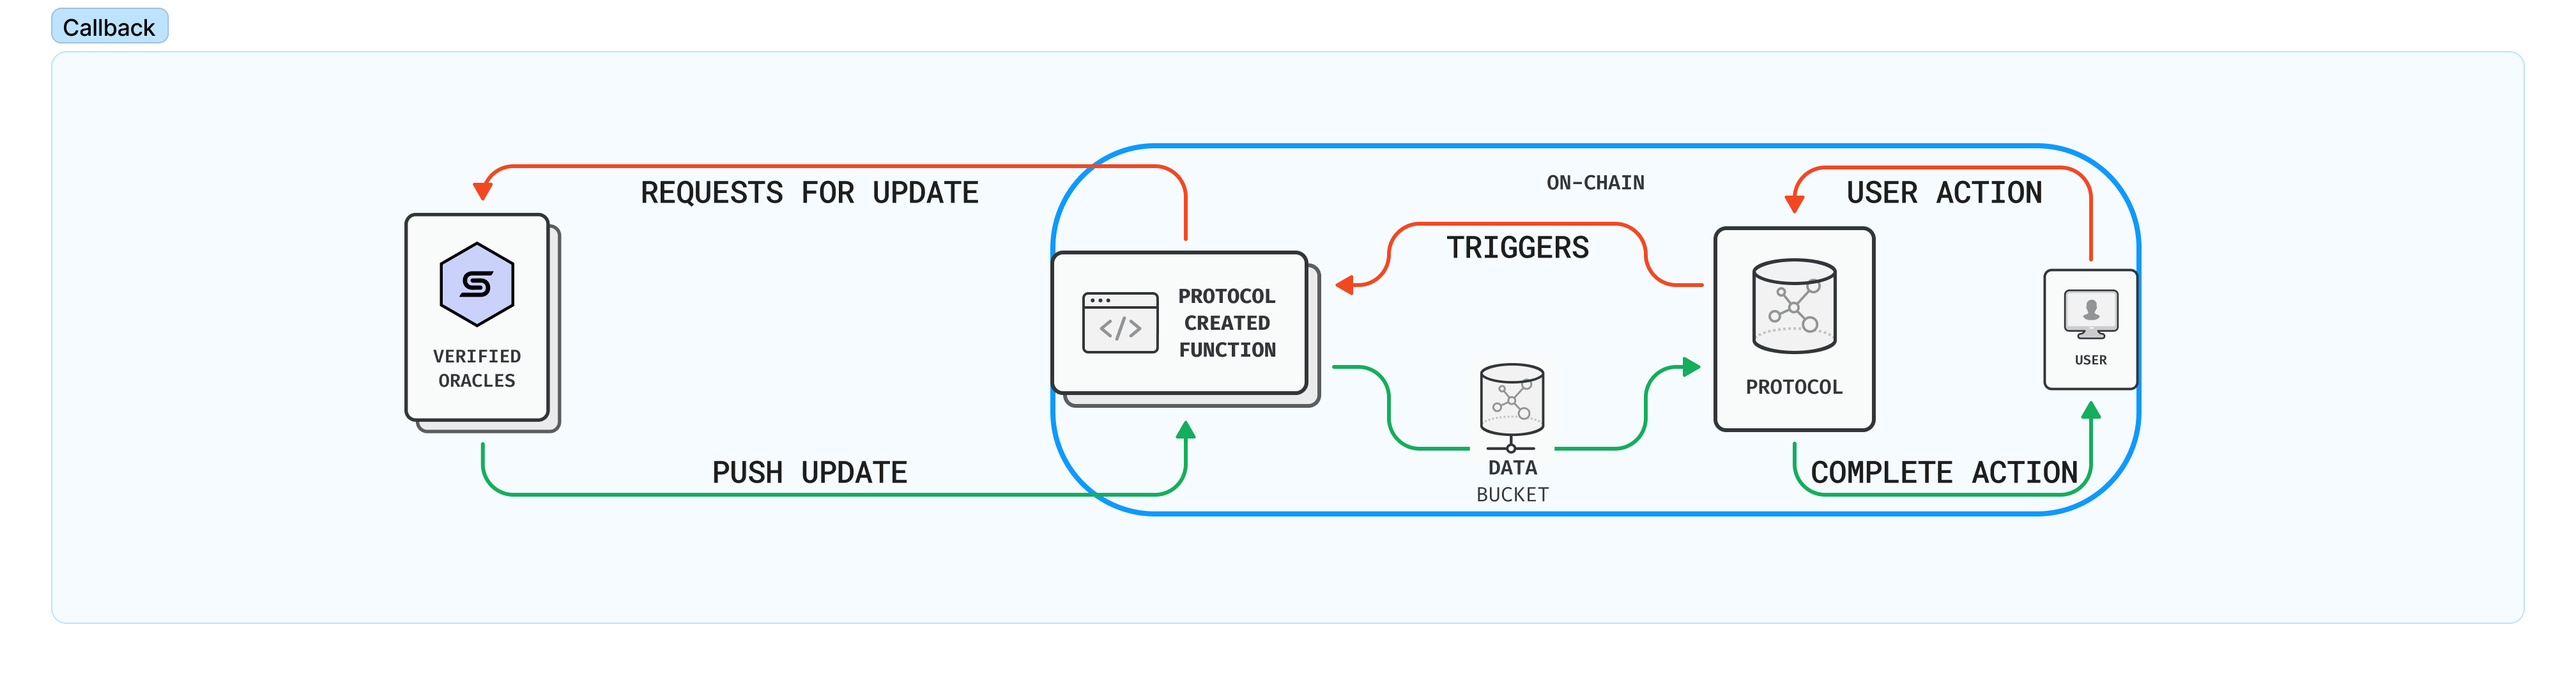 Callback
REQUESTS FOR UPDATE
ON-CHAIN
USER ACTION
TRIGGERS
VERIFIED
ORACLES
PROTOCOL
CREATED
FUNCTION
PROTOCOL
USER
PUSH UPDATE
DATA
BUCKET
COMPLETE ACTION